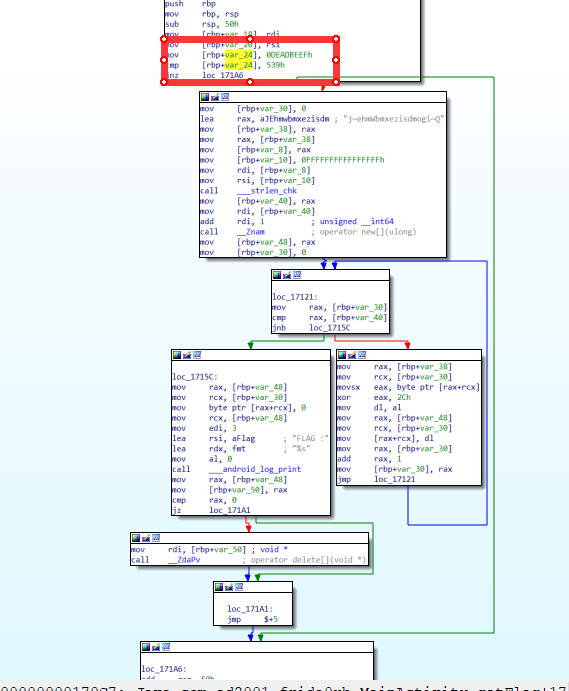 push rbp
mov rbp, rsp
sub rsp, 50h
mov [rbp+var_18], rdi
mov [rbp+var_20], rsi
mov [rbp+var_24], 0DEADBEEFh
cmp [rbp+var_24], 539h
jnz loc_171A6
mov [rbp+var_30], 0
lea rax, aJEhmWbmxezisdm ; "j~ehmWbmxezisdmogi~Q"
mov [rbp+var_38], rax
mov rax, [rbp+var_38]
mov [rbp+var_8], rax
mov [rbp+var_10], 0FFFFFFFFFFFFFFFFh
mov rdi, [rbp+var_8]
mov rsi, [rbp+var_10]
call ___strlen_chk
mov [rbp+var_40], rax
mov rdi, [rbp+var_40]
add rdi, 1 ; unsigned __int64
call __Znam ; operator new[](ulong)
mov [rbp+var_48], rax
mov [rbp+var_30], 0
loc_17121:
mov rax, [rbp+var_30]
cmp rax, [rbp+var_40]
jnb loc_1715C
loc_1715C:
mov rax, [rbp+var_48]
mov rcx, [rbp+var_30]
mov byte ptr [rax+rcx], 0
mov rcx, [rbp+var_48]
mov edi, 3
lea rsi, aFlag ; "FLAG :"
lea rdx, fmt ; "%s"
mov al, 0
call ___android_log_print
mov rax, [rbp+var_48]
mov [rbp+var_50], rax
cmp rax, 0
jz loc_171A1
mov rax, [rbp+var_38]
mov rcx, [rbp+var_30]
movsx eax, byte ptr [rax+rcx]
xor eax, 2Ch
mov dl, al
mov rax, [rbp+var_48]
mov rcx, [rbp+var_30]
mov [rax+rcx], dl
mov rax, [rbp+var_30]
add rax, 1
mov [rbp+var_30], rax
jmp loc_17121
mov rdi, [rbp+var_50] ; void *
call __ZdaPv ; operator delete[](void *)
loc_171A1:
jmp $+5
loc_171A6: